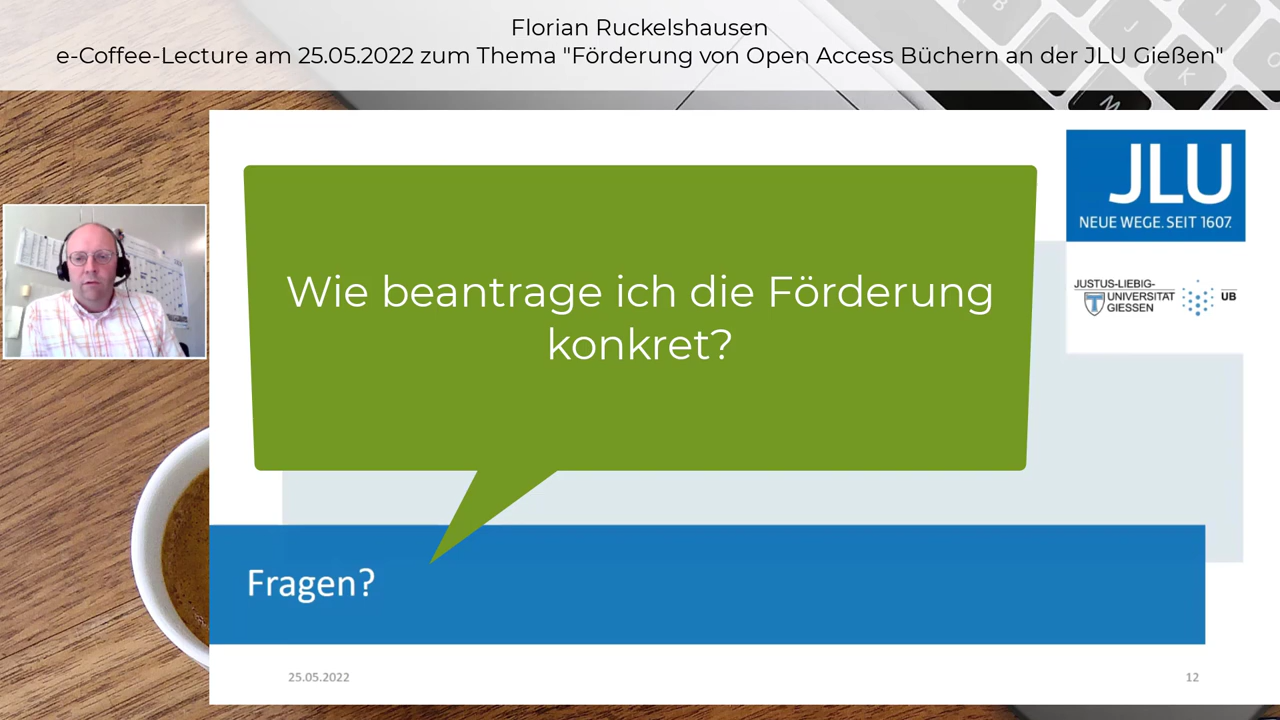 Florian Ruckelshausen
e-Coffee-Lecture am 25.05.2022 zum Thema "Förderung von Open Access Büchern an der JLU Gießen"
JLU
NEUE WEGE. SEIT 1607.
Wie beantrage ich die Förderung
konkret?
JUSTUS-LIEBIG-
UNIVERSITAT
GIESSEN
UB
Fragen?
25.05.2022
12